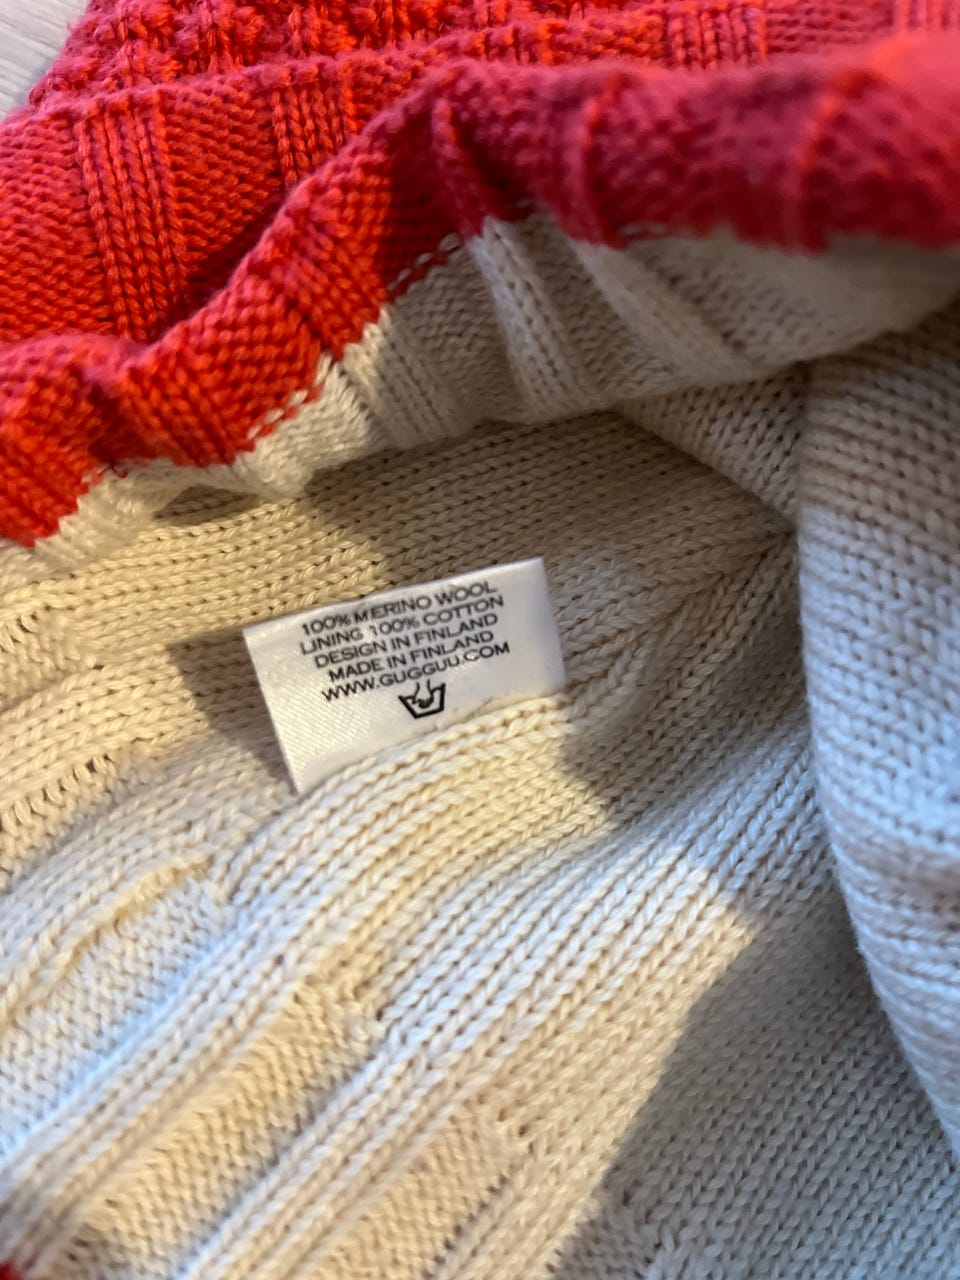 100% MERINO WOOL
LINING 100% COTTON
DESIGN IN FINLAND
MADE IN FINLAND
WWW.GUGGUU.COM